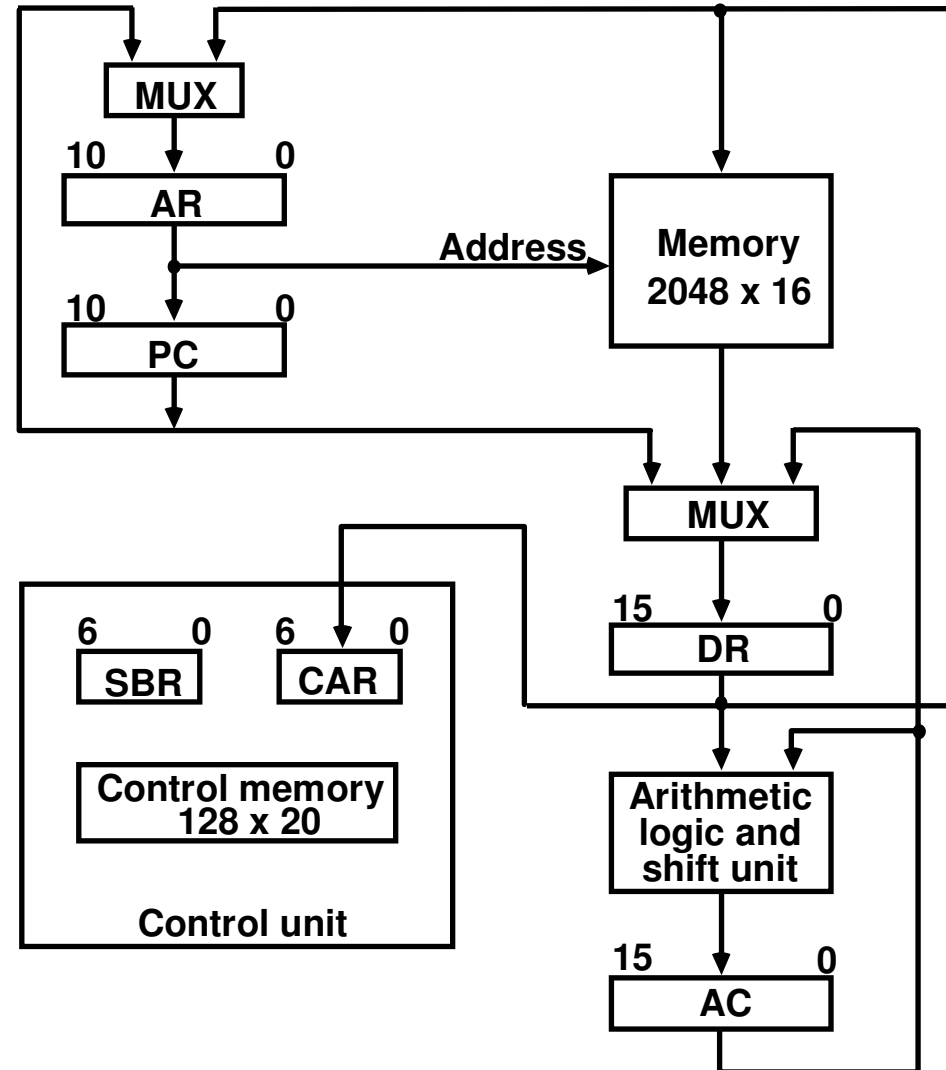 MUX
10 0
AR
Address
Memory
2048 x 16
10 0
PC
MUX
15 0
DR
6 0 6 0
SBR CAR
Control memory
128 x 20
Control unit
Arithmetic
logic and
shift unit
15 0
AC